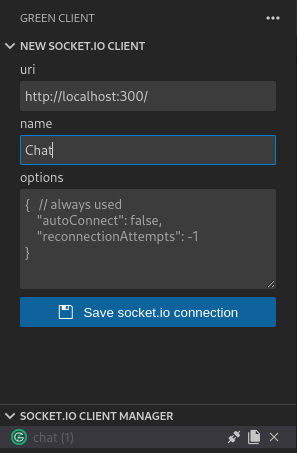 GREEN CLIENT
NEW SOCKET.IO CLIENT
uri
http://localhost:300/
name
Chat
options
{ // always used
"autoConnect": false,
"reconnectionAttempts": -1
}
Save socket.io connection
SOCKET.IO CLIENT MANAGER
chat (1)